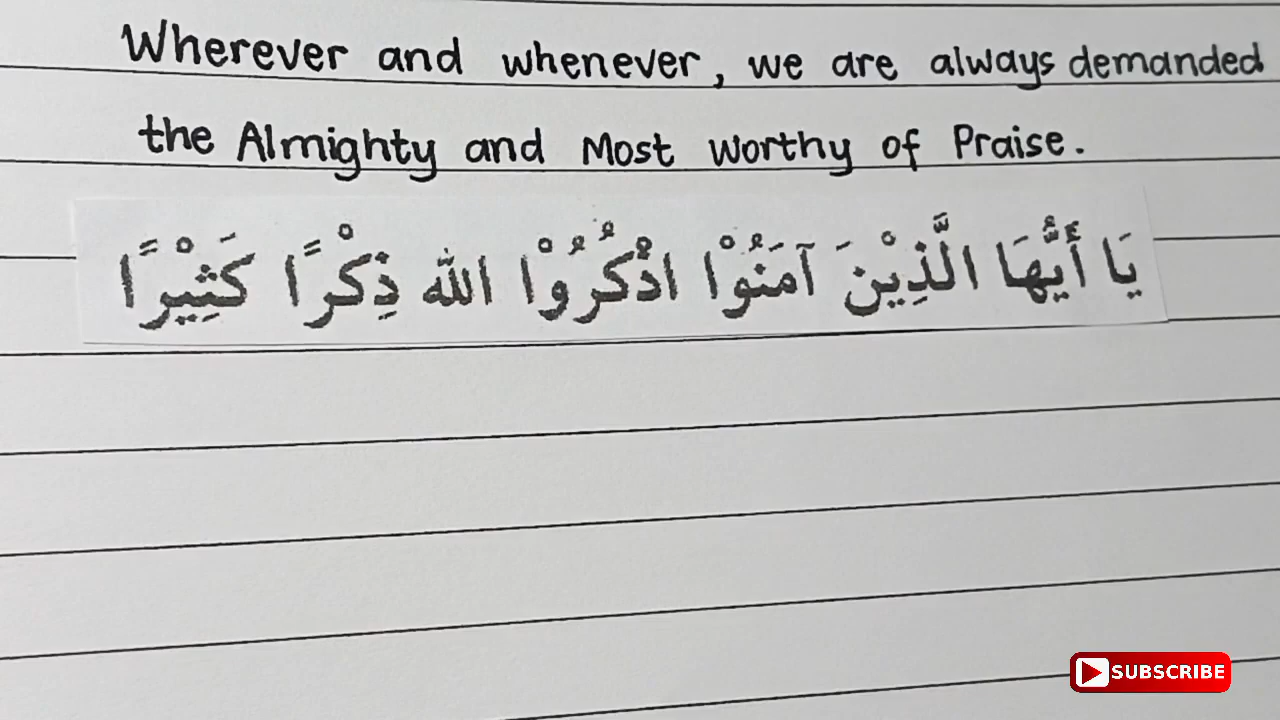 Wherever and whenever, we are always demanded
the Almighty and Most Worthy of Praise.
يَا أَيُّهَا الَّذِيْنَ آمَنُوْا اذْكُرُوْا الله ذِكْرًا كَثِيْرًا
SUBSCRIBE